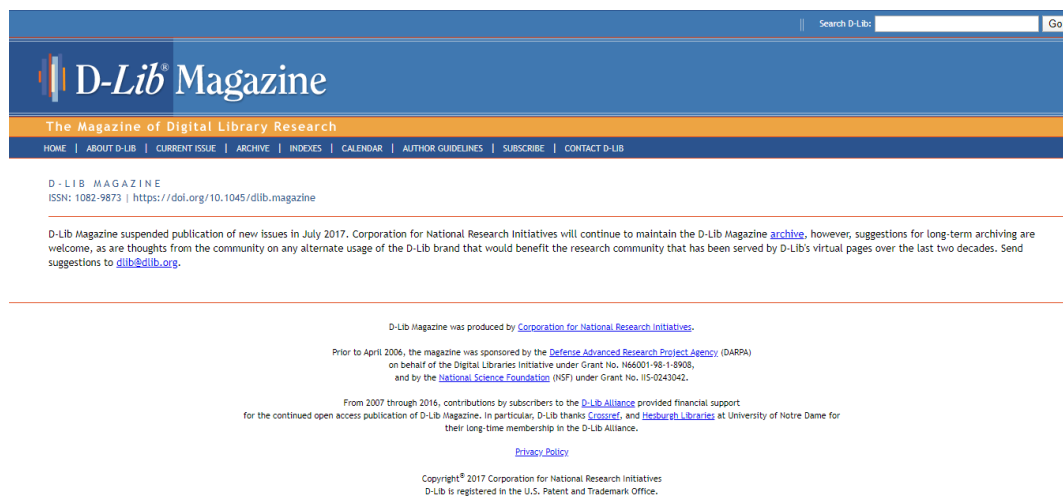 Search D-Lib:
Go
D-Lib® Magazine
The Magazine of Digital Library Research
HOME | ABOUT D-LIB | CURRENT ISSUE | ARCHIVE | INDEXES | CALENDAR | AUTHOR GUIDELINES | SUBSCRIBE | CONTACT D-LIB
D-LIB MAGAZINE
ISSN: 1082-9873 | https://doi.org/10.1045/dlib.magazine
D-Lib Magazine suspended publication of new issues in July 2017. Corporation for National Research Initiatives will continue to maintain the D-Lib Magazine archive, however, suggestions for long-term archiving are
welcome, as are thoughts from the community on any alternate usage of the D-Lib brand that would benefit the research community that has been served by D-Lib's virtual pages over the last two decades. Send
suggestions to dlib@dlib.org.
D-Lib Magazine was produced by Corporation for National Research Initiatives.
Prior to April 2006, the magazine was sponsored by the Defense Advanced Research Project Agency (DARPA)
on behalf of the Digital Libraries Initiative under Grant No. N66001-98-1-8908,
and by the National Science Foundation (NSF) under Grant No. IIS-0243042.
From 2007 through 2016, contributions by subscribers to the D-Lib Alliance provided financial support
for the continued open access publication of D-Lib Magazine. In particular, D-Lib thanks Crossref, and Hesburgh Libraries at University of Notre Dame for
their long-time membership in the D-Lib Alliance.
Privacy Policy
Copyright® 2017 Corporation for National Research Initiatives
D-Lib is registered in the U.S. Patent and Trademark Office.